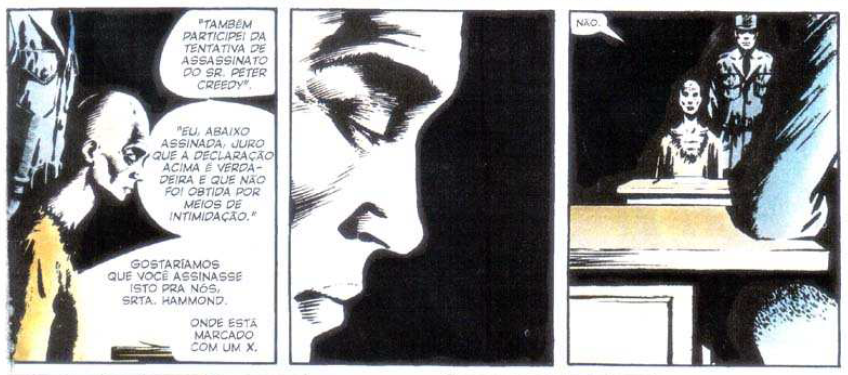 "TAMBÉM
PARTICIPEI DA
TENTATIVA DE
ASSASSINATO
DO SR. PETER
CREEDY".
"EU, ABAIXO
ASSINADA, JURO
QUE A DECLARAÇÃO
ACIMA É VERDA-
DEIRA E QUE NÃO
FOI OBTIDA POR
MEIOS DE
INTIMIDAÇÃO."
GOSTARÍAMOS
QUE VOCÊ ASSINASSE
ISTO PRA NÓS,
SRTA. HAMMOND.
ONDE ESTÁ
MARCADO
COM UM X.
NÃO.